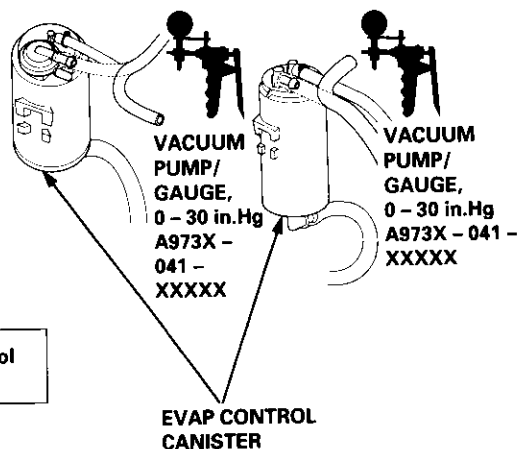 VACUUM
PUMP/
GAUGE,
0 – 30 in.Hg
A973X –
041 –
XXXXX
VACUUM
PUMP/
GAUGE,
0 – 30 in.Hg
A973X – 041 –
XXXXX
ol
EVAP CONTROL
CANISTER